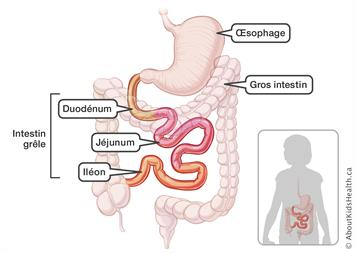 Œsophage
Gros intestin
Duodénum
Intestin
grêle
Jéjunum
Iléon
© AboutKidsHealth.ca